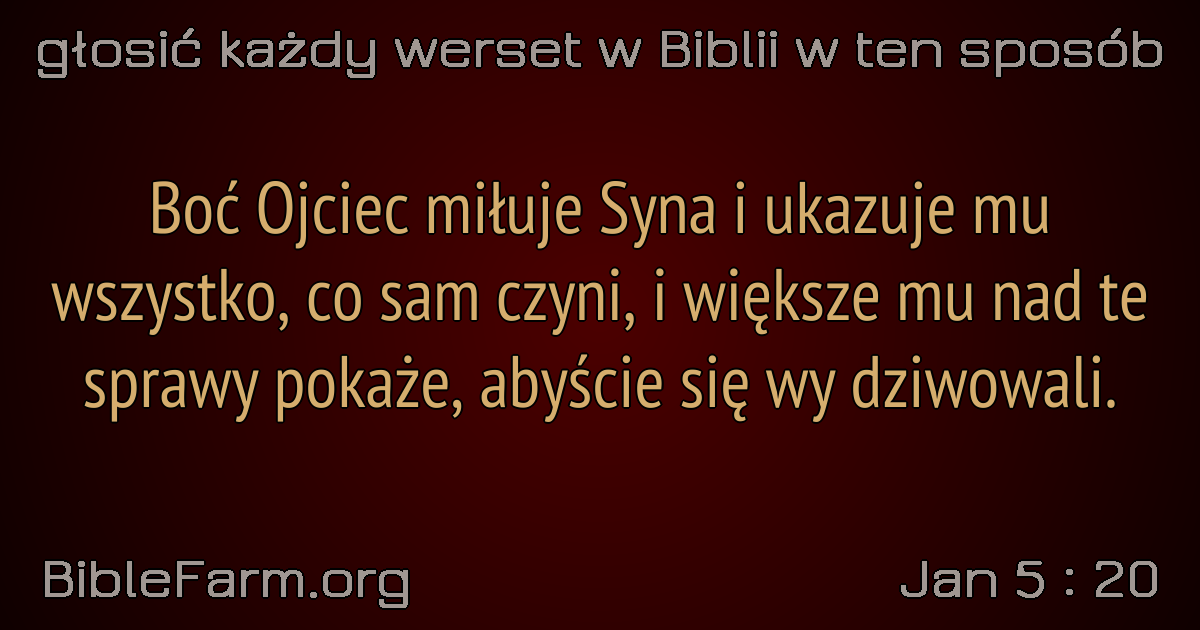 głosić każdy werset w Biblii w ten sposób
Boć Ojciec miłuje Syna i ukazuje mu
wszystko, co sam czyni, i większe mu nad te
sprawy pokaże, abyście się wy dziwowali.
BibleFarm.org
Jan 5 : 20